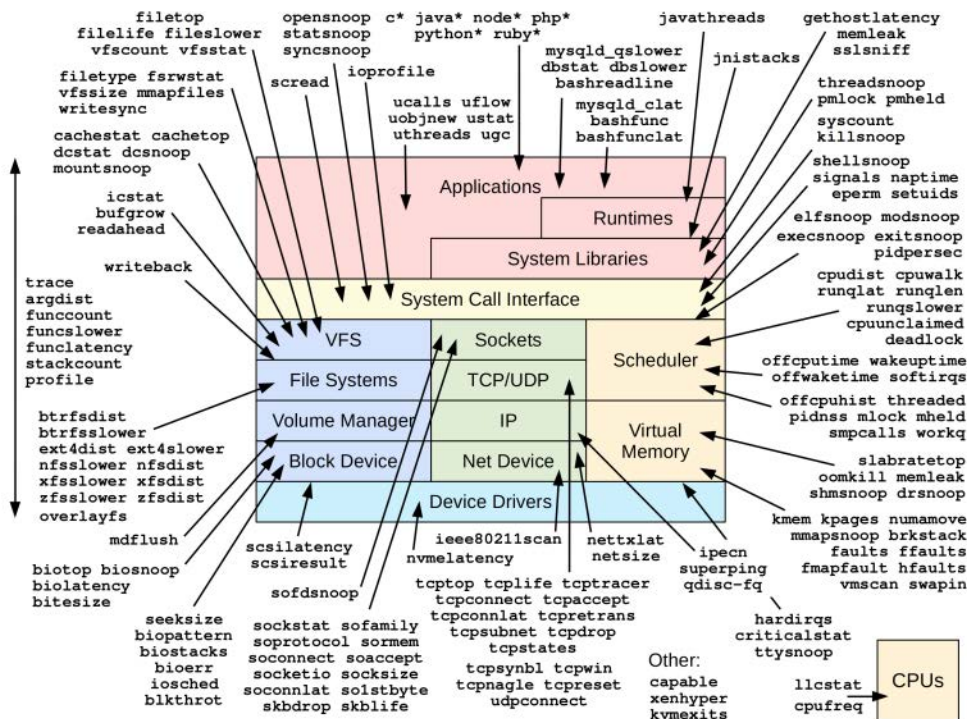 filetop
filelife fileslower
vfscount vfsstat
opensnoop
statsnoop
syncsnoop
c* java* node* php*
python* ruby*
javathreads
gethostlatency
memleak
sslsniff
filetype fsrwstat
vfssize mmapfiles
writesync
scread
ioprofile
mysqld_qslower
dbstat dbslower
bashreadline
jnistacks
threadsnoop
pmlock pmheld
cachestat cachetop
dcstat dcsnoop
mountsnoop
ucalls uflow
uobjnew ustat
uthreads ugc
mysqld_clat
bashfunc
bashfunclat
syscount
killsnoop
shellsnoop
signals naptime
eperm setuids
icstat
bufgrow
readahead
Applications
Runtimes
System Libraries
elfsnoop modsnoop
execsnoop exitsnoop
pidpersec
writeback
System Call Interface
cpudist cpuwalk
runqlat runqlen
runqslower
cpuunclaimed
deadlock
trace
argdist
funccount
funcslower
funclatency
stackcount
profile
VFS
Sockets
Scheduler
File Systems
TCP/UDP
offcputime wakeuptime
offwaketime softirqs
offcpuhist threaded
pidnss mlock mheld
smpcalls workq
btrfsdist
btrfsslower
ext4dist ext4slower
nfsslower nfsdist
xfsslower xfsdist
zfsslower zfsdist
overlayfs
Volume Manager
IP
Virtual
Memory
Block Device
Net Device
slabratetop
oomkill memleak
shmsnoop drsnoop
Device Drivers
mdflush
scsilatency
scsiresult
ieee80211scan
nvmelatency
nettxlat
netsize
ipecn
superping
qdisc-fq
kmem kpages numamove
mmapsnoop brkstack
faults ffaults
fmapfault hfaults
vmscan swapin
biotop biosnoop
biolatency
bitesize
sofdsnoop
tcptop tcplife tcptracer
tcpconnect tcpaccept
tcpconnlat tcpretrans
tcpsubnet tcpdrop
tcpstates
seeksize
biopattern
biostacks
bioerr
iosched
blkthrot
sockstat sofamily
soprotocol sormem
soconnect soaccept
socketio socksize
soconnlat so1stbyte
skbdrop skblife
tcpsynbl tcpwin
tcpnagle tcpreset
udpconnect
hardirqs
criticalstat
ttysnoop
Other:
capable
xenhyper
kvmexits
llcstat
cpufreq
CPUs